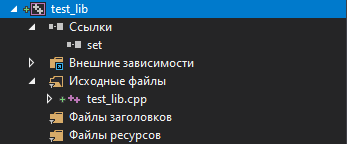 test_lib
Ссылки
set
Внешние зависимости
Исходные файлы
test_lib.cpp
Файлы заголовков
Файлы ресурсов